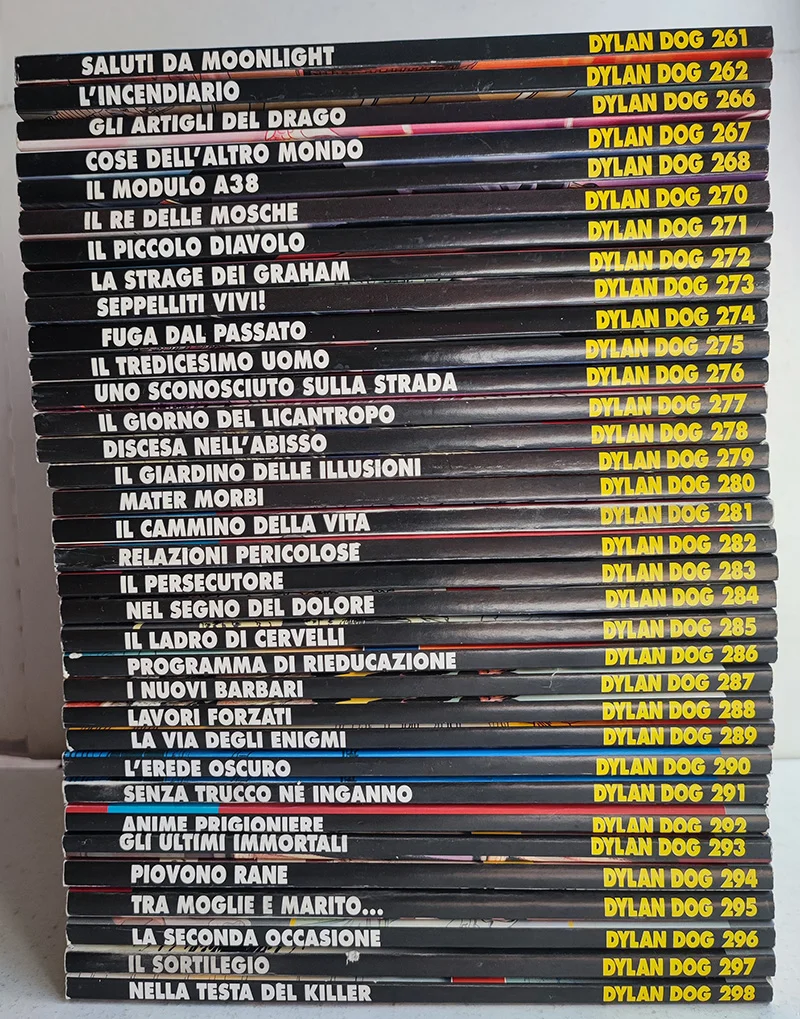 SALUTI DA MOONLIGHT DYLAN DOG 261
L'INCENDIARIO DYLAN DOG 262
GLI ARTIGLI DEL DRAGO DYLAN DOG 266
COSE DELL'ALTRO MONDO DYLAN DOG 267
IL MODULO A38 DYLAN DOG 268
IL RE DELLE MOSCHE DYLAN DOG 270
IL PICCOLO DIAVOLO DYLAN DOG 271
LA STRAGE DEI GRAHAM DYLAN DOG 272
SEPPELLITI VIVI! DYLAN DOG 273
FUGA DAL PASSATO DYLAN DOG 274
IL TREDICESIMO UOMO DYLAN DOG 275
UNO SCONOSCIUTO SULLA STRADA DYLAN DOG 276
IL GIORNO DEL LICANTROPO DYLAN DOG 277
DISCESA NELL'ABISSO DYLAN DOG 278
IL GIARDINO DELLE ILLUSIONI DYLAN DOG 279
MATER MORBI DYLAN DOG 280
IL CAMMINO DELLA VITA DYLAN DOG 281
RELAZIONI PERICOLOSE DYLAN DOG 282
IL PERSECUTORE DYLAN DOG 283
NEL SEGNO DEL DOLORE DYLAN DOG 284
IL LADRO DI CERVELLI DYLAN DOG 285
PROGRAMMA DI RIEDUCAZIONE DYLAN DOG 286
I NUOVI BARBARI DYLAN DOG 287
LAVORI FORZATI DYLAN DOG 288
LA VIA DEGLI ENIGMI DYLAN DOG 289
L'EREDE OSCURO DYLAN DOG 290
SENZA TRUCCO NÉ INGANNO DYLAN DOG 291
ANIME PRIGIONIERE DYLAN DOG 292
GLI ULTIMI IMMORTALI DYLAN DOG 293
PIOVONO RANE DYLAN DOG 294
TRA MOGLIE E MARITO... DYLAN DOG 295
LA SECONDA OCCASIONE DYLAN DOG 296
IL SORTILEGIO DYLAN DOG 297
NELLA TESTA DEL KILLER DYLAN DOG 298